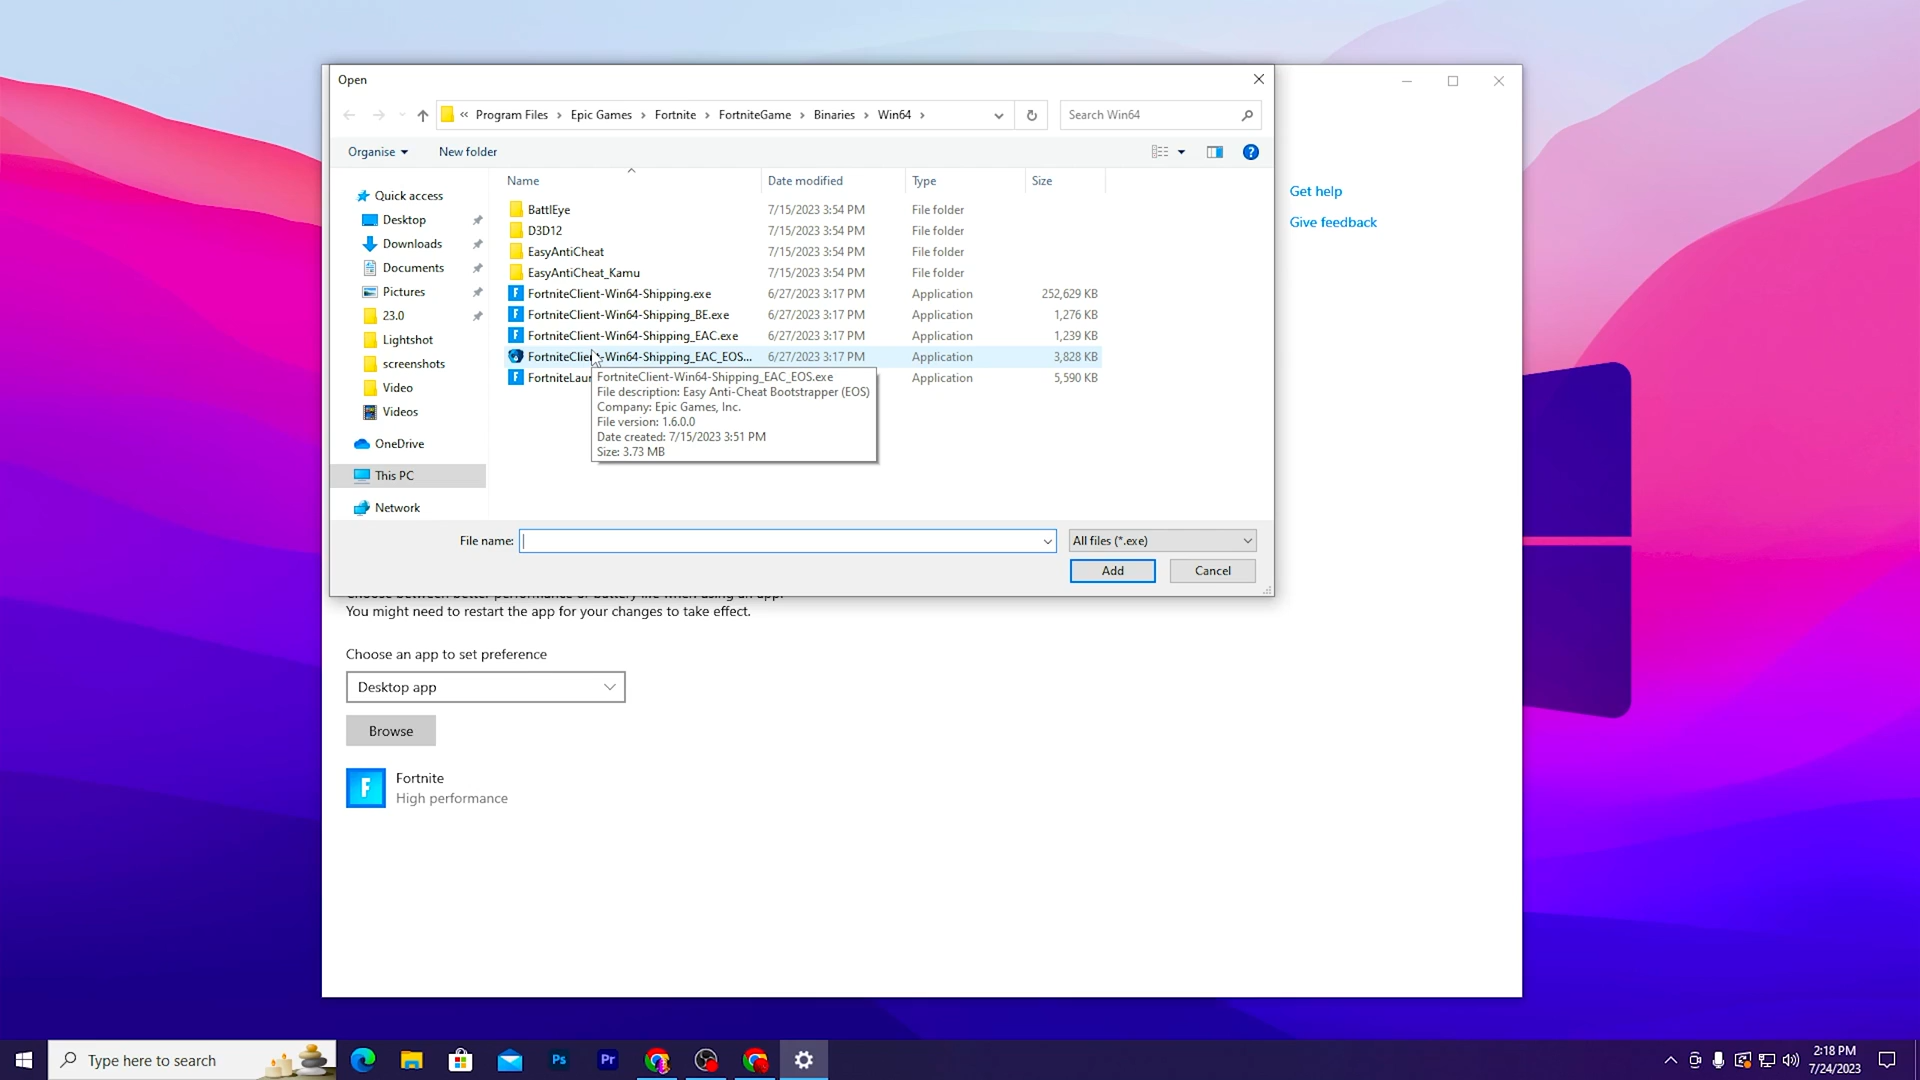 Open
« Program Files › Epic Games › Fortnite › FortniteGame › Binaries › Win64 ›
Search Win64
Organise
New folder
Name
Date modified
Type
Size
Quick access
Desktop
Downloads
Documents
Pictures
23.0
Lightshot
screenshots
Video
Videos
OneDrive
This PC
Network
BattlEye 7/15/2023 3:54 PM File folder
D3D12 7/15/2023 3:54 PM File folder
EasyAntiCheat 7/15/2023 3:54 PM File folder
EasyAntiCheat_Kamu 7/15/2023 3:54 PM File folder
FortniteClient-Win64-Shipping.exe 6/27/2023 3:17 PM Application 252,629 KB
FortniteClient-Win64-Shipping_BE.exe 6/27/2023 3:17 PM Application 1,276 KB
FortniteClient-Win64-Shipping_EAC.exe 6/27/2023 3:17 PM Application 1,239 KB
FortniteClient-Win64-Shipping_EAC_EOS... 6/27/2023 3:17 PM Application 3,828 KB
FortniteLaun Application 5,590 KB
FortniteClient-Win64-Shipping_EAC_EOS.exe
File description: Easy Anti-Cheat Bootstrapper (EOS)
Company: Epic Games, Inc.
File version: 1.6.0.0
Date created: 7/15/2023 3:51 PM
Size: 3.73 MB
File name:
All files (*.exe)
Add
Cancel
Get help
Give feedback
Choose between better performance or battery life when using an app.
You might need to restart the app for your changes to take effect.
Choose an app to set preference
Desktop app
Browse
F
Fortnite
High performance
Type here to search
Ps
Pr
2:18 PM
7/24/2023